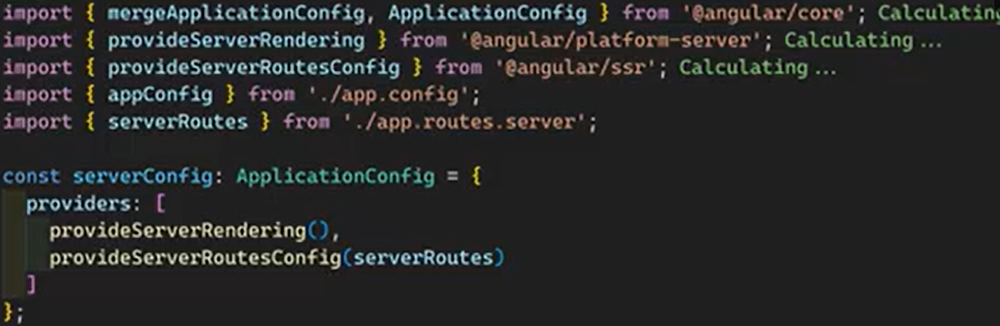 import { mergeApplicationConfig, ApplicationConfig } from '@angular/core'; Calculating
import { provideServerRendering } from '@angular/platform-server'; Calculating ...
import { provideServerRoutesConfig } from '@angular/ssr'; Calculating ...
import { appConfig } from './app.config';
import { serverRoutes } from './app.routes.server';
const serverConfig: ApplicationConfig = {
providers: [
provideServerRendering(),
provideServerRoutesConfig(serverRoutes)
]
};